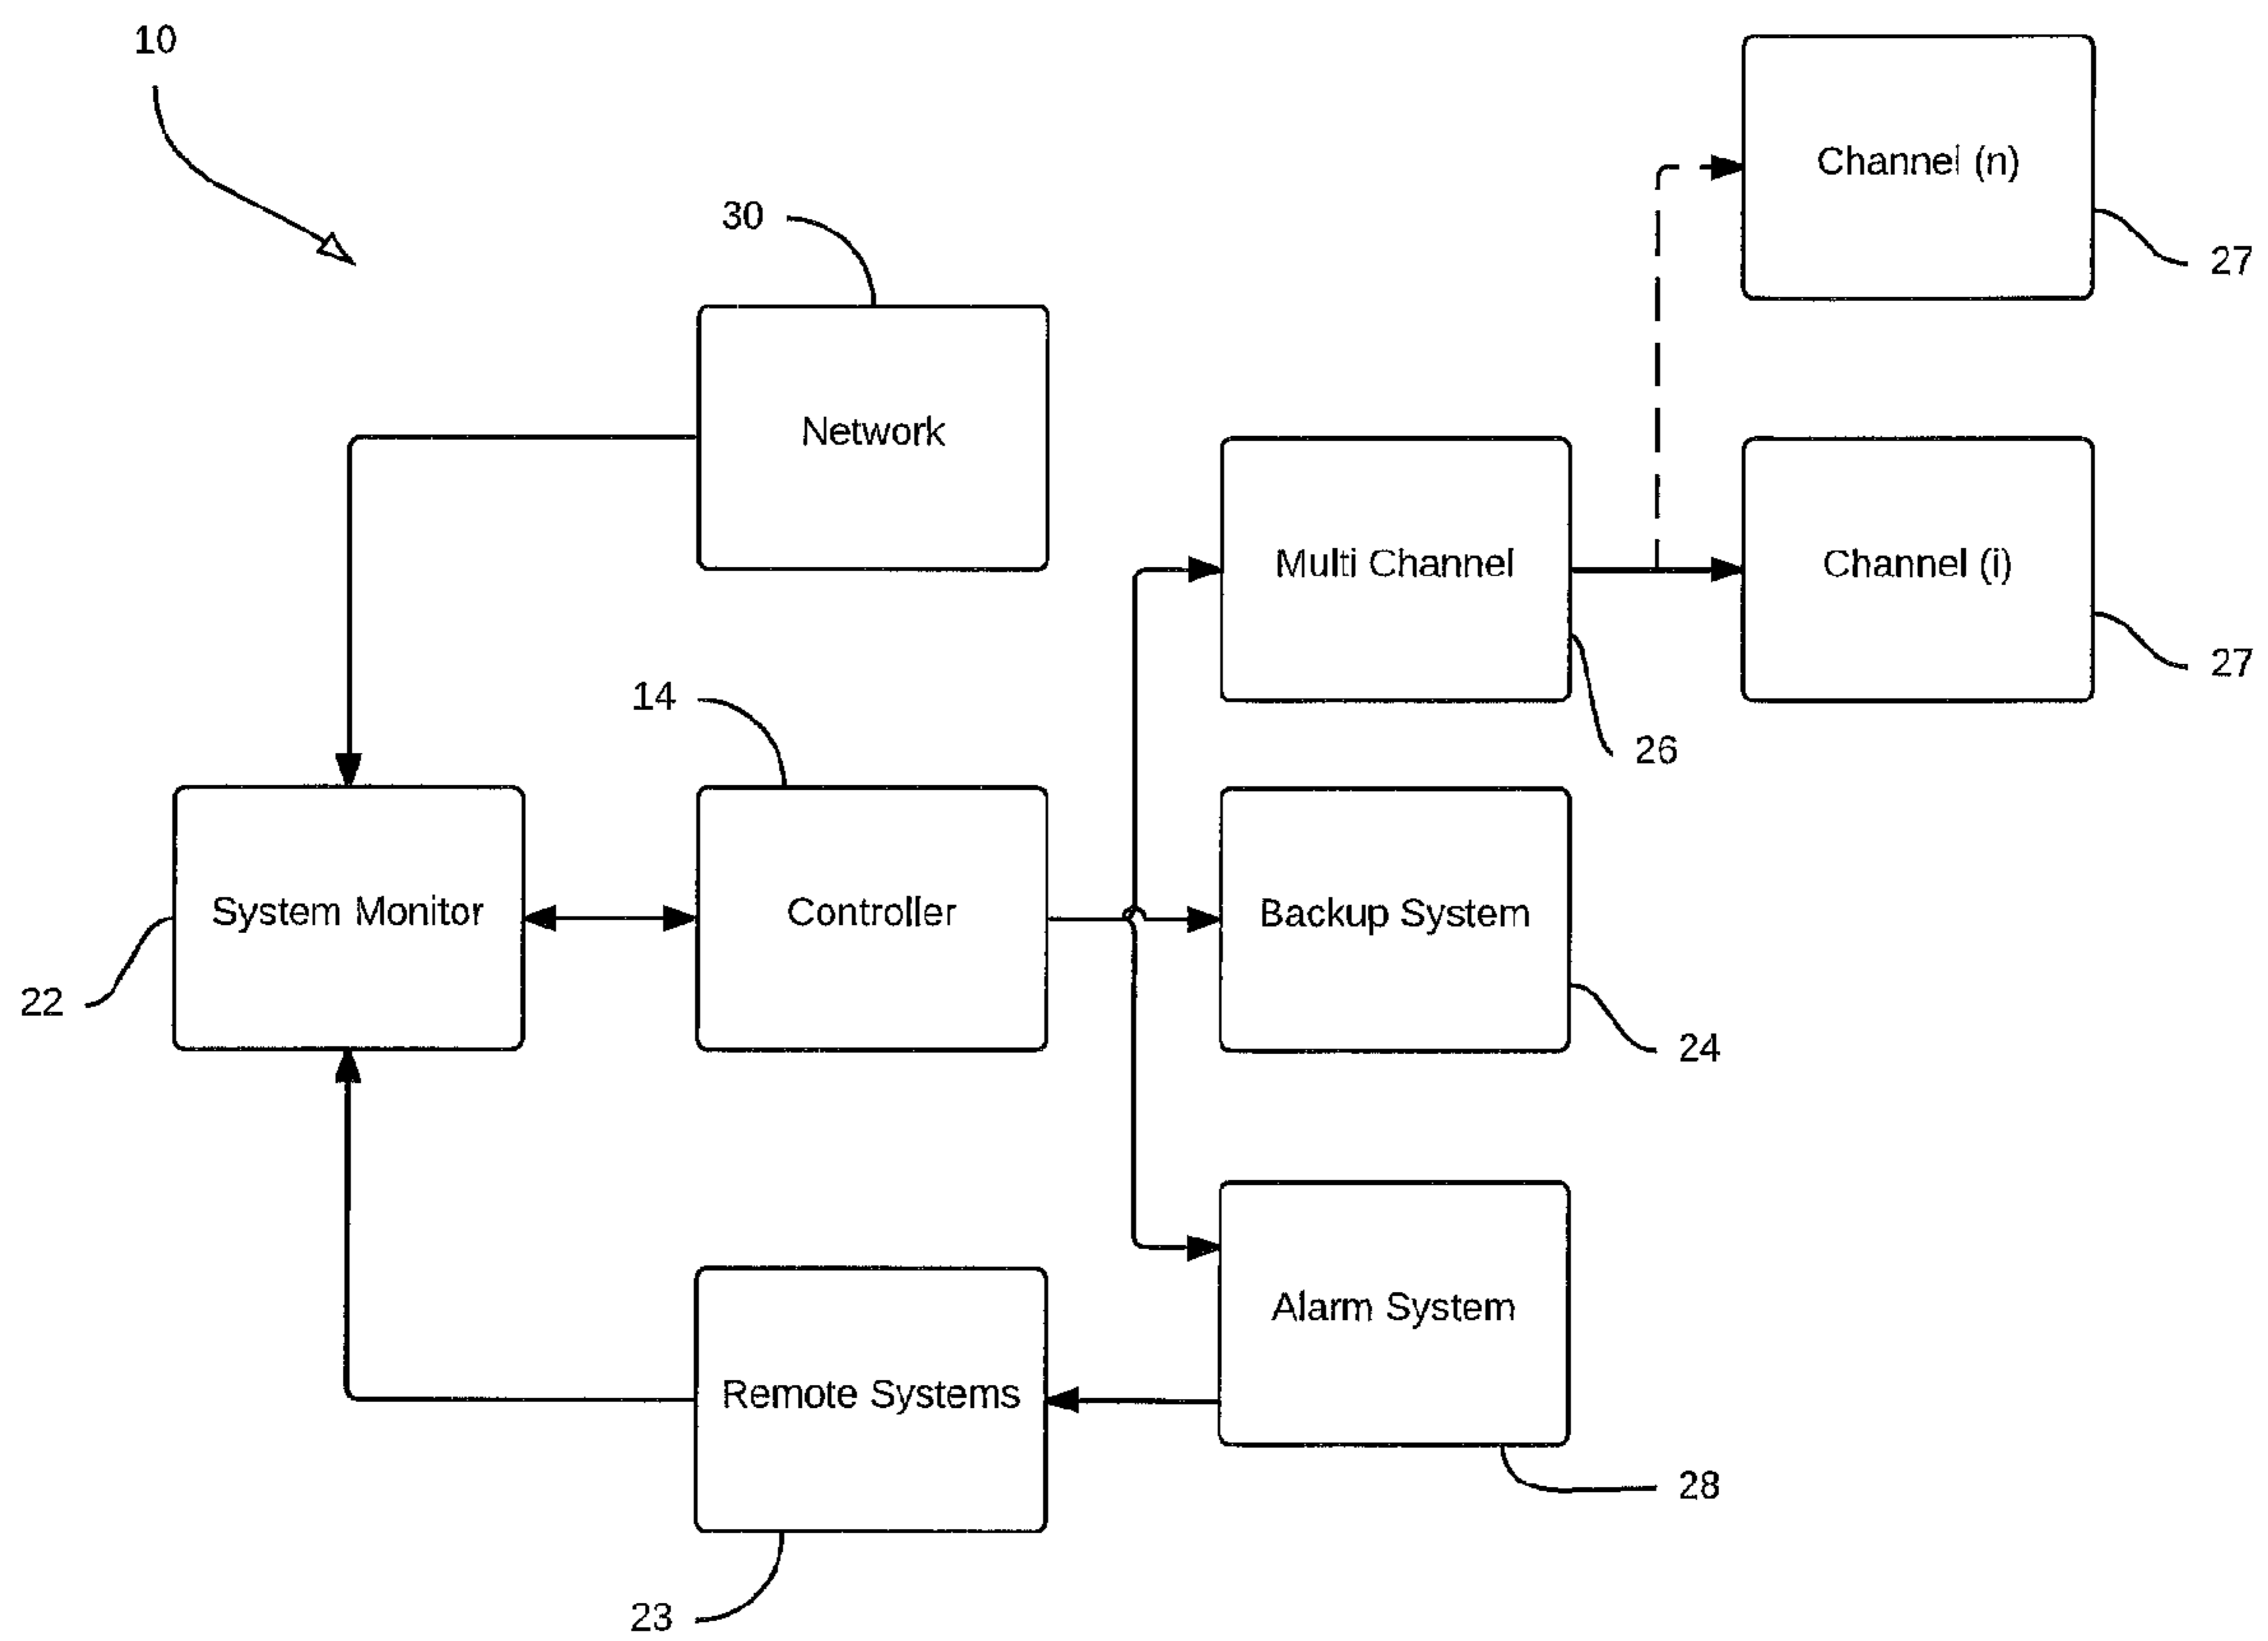 10
Channel (n)
27
30
Network
Multi Channel
Channel (i)
27
26
14
System Monitor
Controller
Backup System
22
24
Alarm System
Remote Systems
28
23